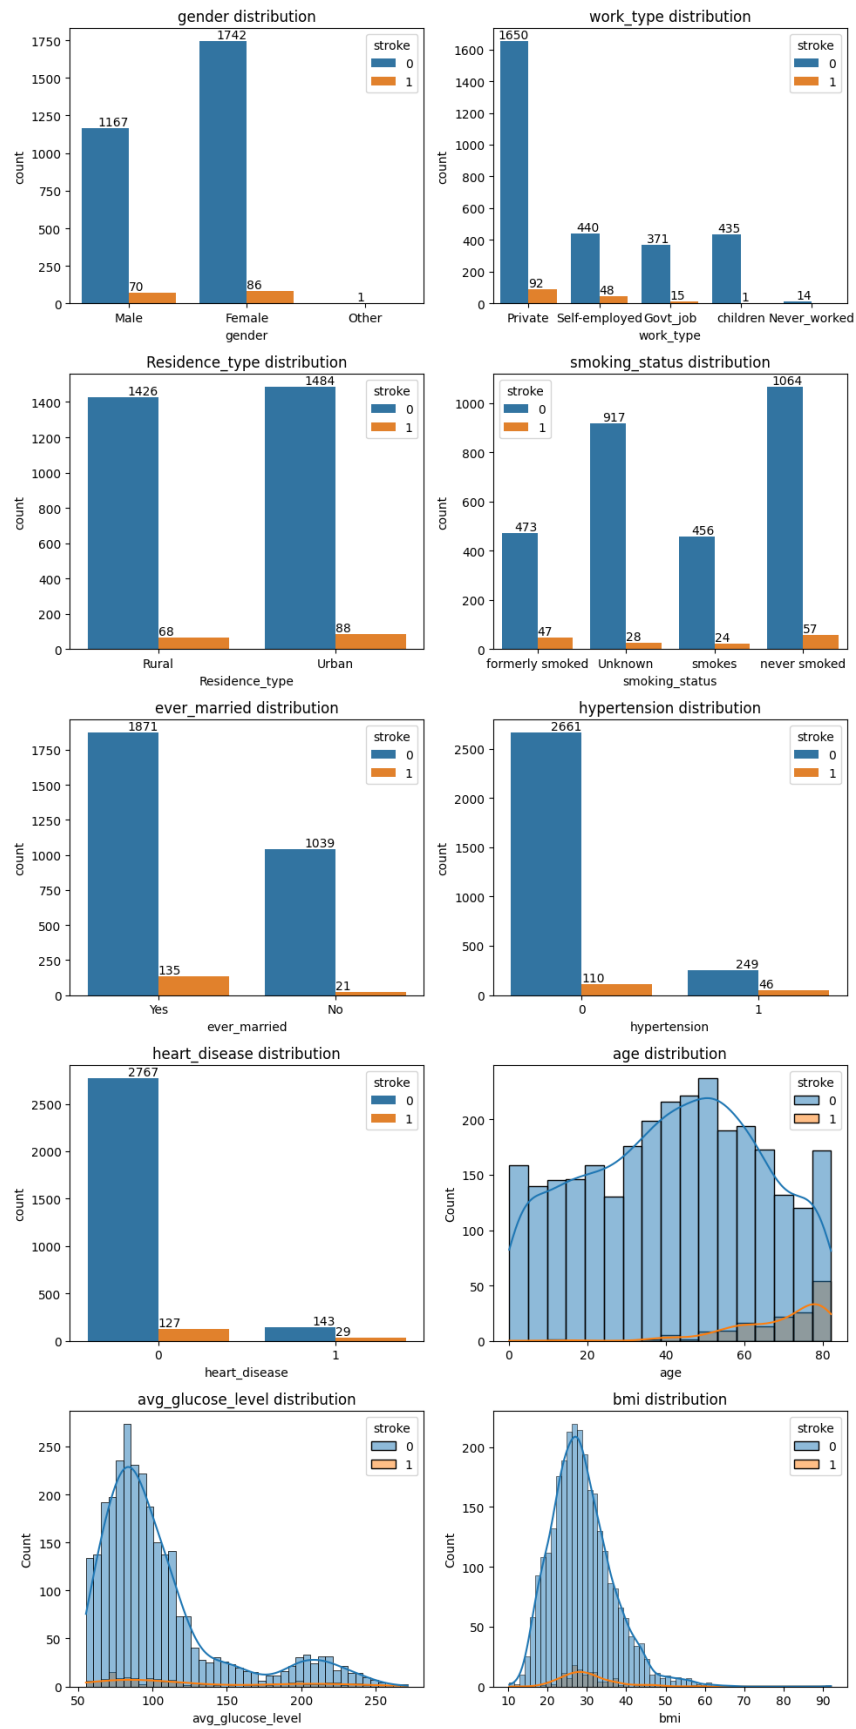 gender distribution
1750
1500
1250
1000
750
500
250
0
count
1167
1742
70
86
1
stroke
0
1
Male
Female
Other
gender
work_type distribution
1600
1400
1200
1000
800
600
400
200
0
count
1650
440
371
435
14
92
48
15
1
stroke
0
1
Private
Self-employed
Govt_job
children
Never_worked
work_type
Residence_type distribution
1400
1200
1000
800
600
400
200
0
count
1426
1484
68
88
stroke
0
1
Rural
Urban
Residence_type
smoking_status distribution
1000
800
600
400
200
0
count
473
917
456
1064
47
28
24
57
stroke
0
1
formerly smoked
Unknown
smokes
never smoked
smoking_status
ever_married distribution
1750
1500
1250
1000
750
500
250
0
count
1871
1039
135
21
stroke
0
1
Yes
No
ever_married
hypertension distribution
2500
2000
1500
1000
500
0
count
2661
249
110
46
stroke
0
1
0
1
hypertension
heart_disease distribution
2500
2000
1500
1000
500
0
count
2767
143
127
29
stroke
0
1
0
1
heart_disease
age distribution
200
150
100
50
0
Count
stroke
0
1
0
20
40
60
80
age
avg_glucose_level distribution
250
200
150
100
50
0
Count
stroke
0
1
50
100
150
200
250
avg_glucose_level
bmi distribution
200
150
100
50
0
Count
stroke
0
1
10
20
30
40
50
60
70
80
90
bmi